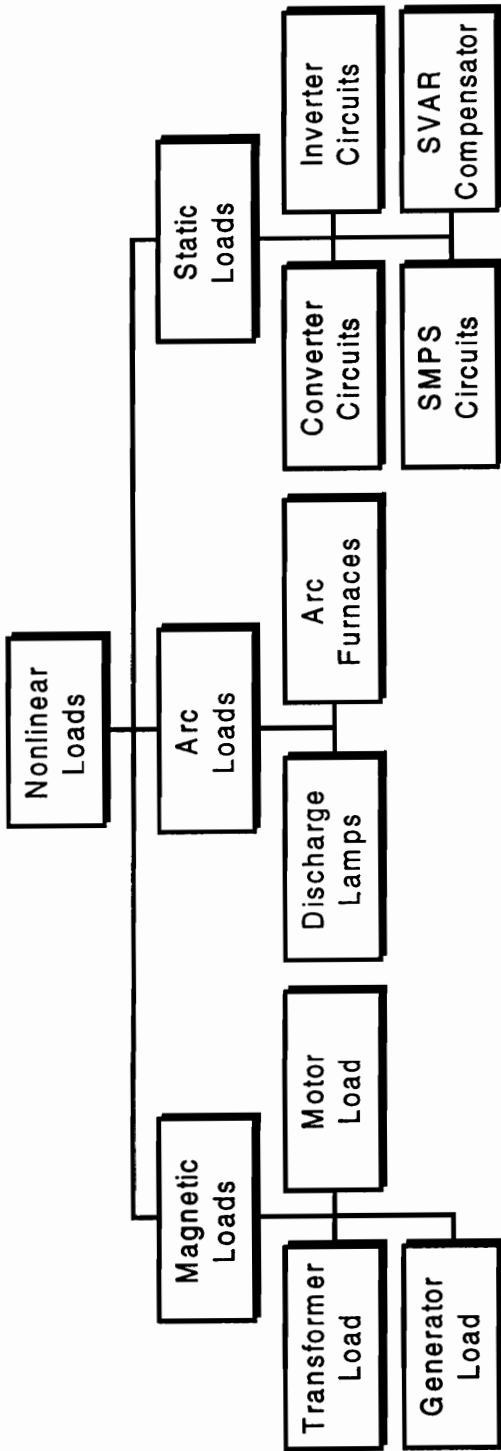 Nonlinear
Loads
Magnetic
Loads
Arc
Loads
Static
Loads
Transformer
Load
Motor
Load
Generator
Load
Discharge
Lamps
Arc
Furnaces
Converter
Circuits
Inverter
Circuits
SMPS
Circuits
SVAR
Compensator